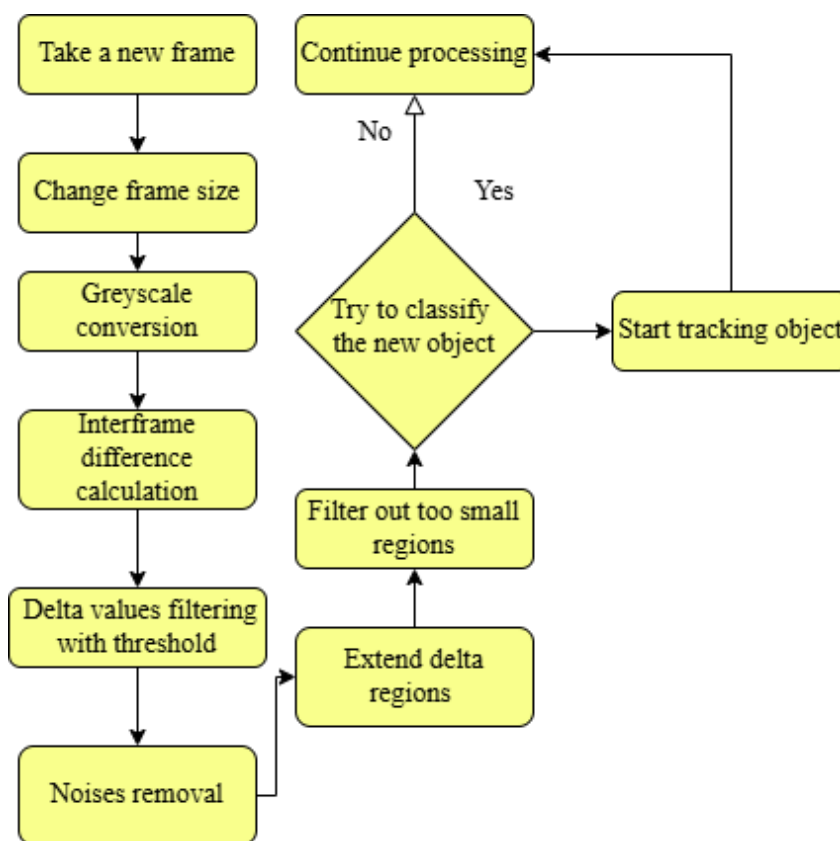 Take a new frame
Change frame size
Greyscale
conversion
Interframe
difference
calculation
Delta values filtering
with threshold
Noises removal
Extend delta
regions
Filter out too small
regions
Try to classify
the new object
No
Yes
Continue processing
Start tracking object